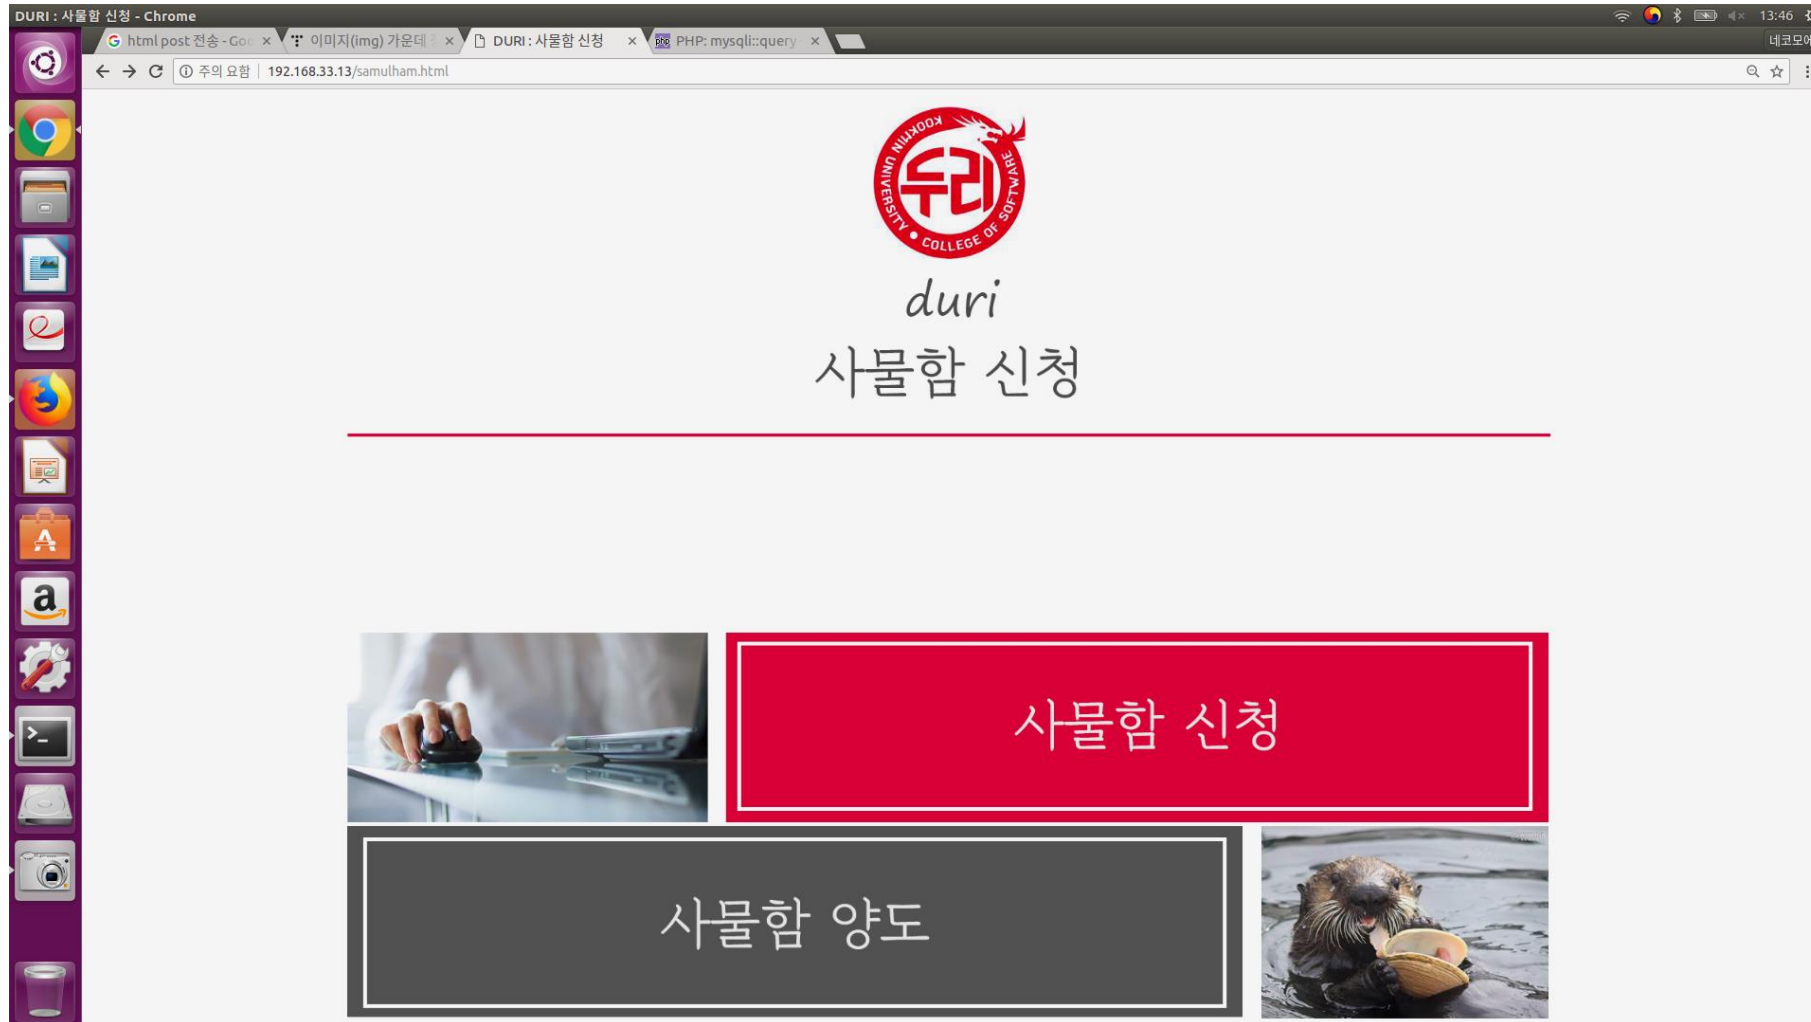 DURI : 사물함 신청 - Chrome
13:46
html post 전송 - Goo
이미지(img) 가운데
DURI : 사물함 신청
PHP: mysqli::query
네코모
주의 요함
192.168.33.13/samulham.html
KOOKMIN UNIVERSITY • COLLEGE OF SOFTWARE
두리
duri
사물함 신청
사물함 신청
사물함 양도